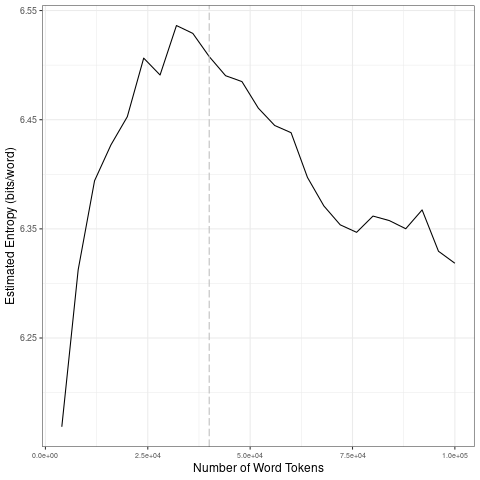 6.55
6.45
6.35
6.25
Estimated Entropy (bits/word)
0.0e+00 2.5e+04 5.0e+04 7.5e+04 1.0e+05
Number of Word Tokens